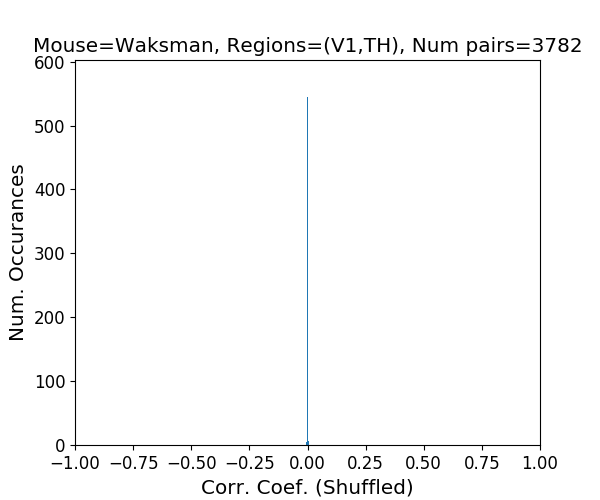 Mouse=Waksman, Regions=(V1,TH), Num pairs=3782
600
500
400
300
200
100
0
Num. Occurances
−1.00 −0.75 −0.50 −0.25 0.00 0.25 0.50 0.75 1.00
Corr. Coef. (Shuffled)